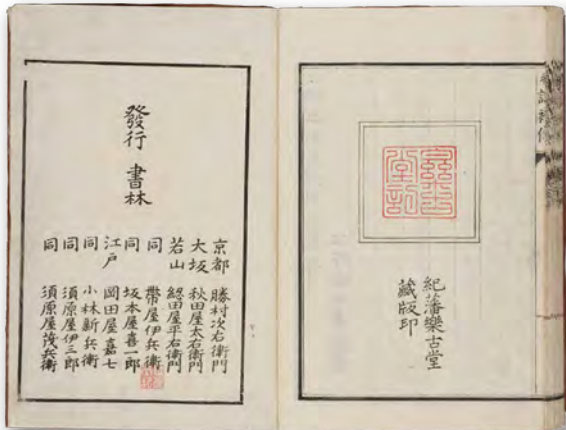 紀藩樂古堂
藏版印
發行 書林
京都 勝村次右衛門
大坂 秋田屋太右衛門
若山 綛田屋平右衛門
同 帶屋伊兵衛
同 坂本屋喜一郎
江戸 岡田屋嘉七
同 小林新兵衛
同 須原屋伊三郎
同 須原屋茂兵衛